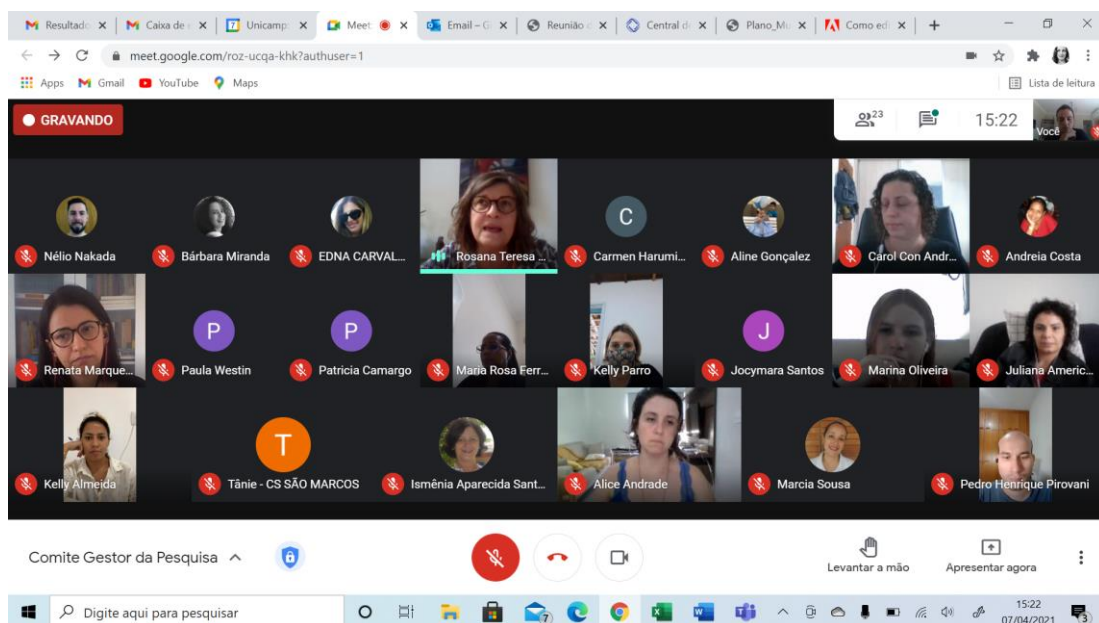 Resultado
Caixa de e
Unicamp:
Meet:
Email – G
Reunião c
Central d
Plano_Mu
Como edi
meet.google.com/roz-ucqa-khk?authuser=1
Apps Gmail YouTube Maps Lista de leitura
GRAVANDO
23 15:22 Você
Nélio Nakada Bárbara Miranda EDNA CARVAL... Rosana Teresa ... C Carmen Harumi... Aline Gonçalez Carol Con Andr... Andreia Costa
Renata Marque... P Paula Westin P Patricia Camargo Maria Rosa Ferr... Kelly Parro J Jocymara Santos Marina Oliveira Juliana Americ...
Kelly Almeida T Tânie - CS SÃO MARCOS Ismênia Aparecida Sant... Alice Andrade Marcia Sousa Pedro Henrique Pirovani
Comite Gestor da Pesquisa
Levantar a mão Apresentar agora
Digite aqui para pesquisar
15:22
07/04/2021